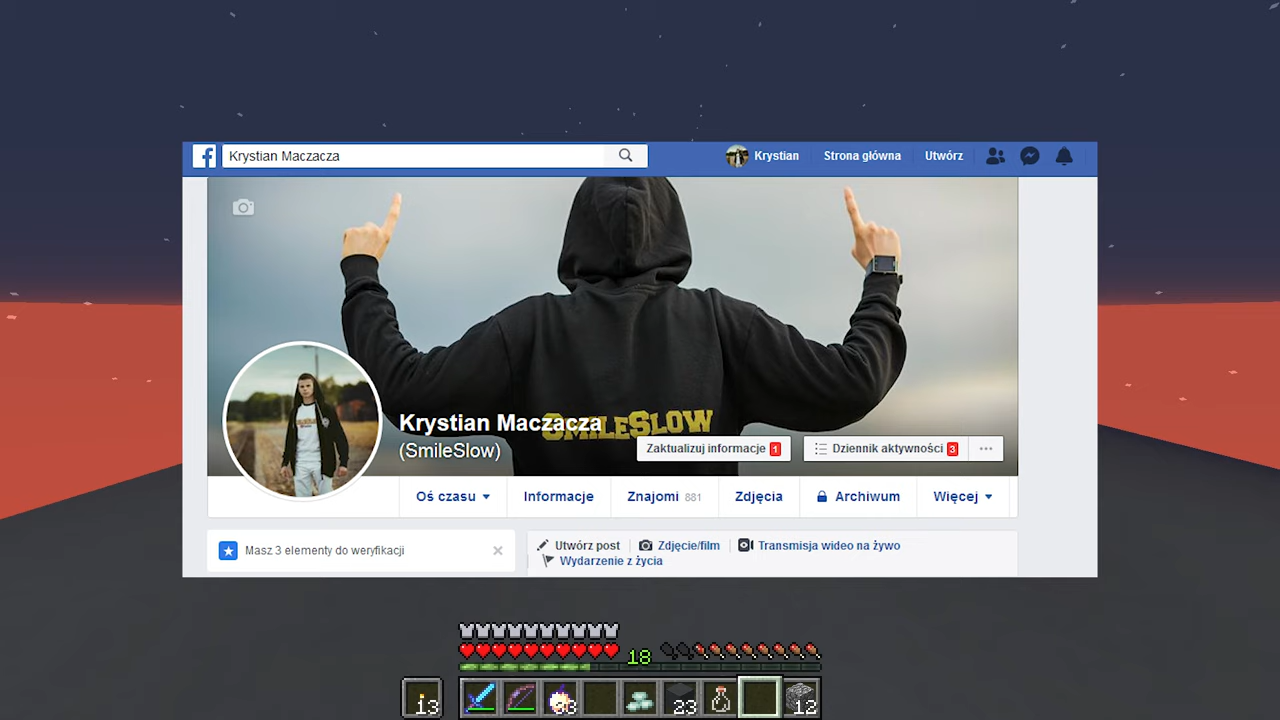 Krystian Maczacza
Krystian
Strona główna
Utwórz
SMILESLOW
Krystian Maczacza
(SmileSlow)
Zaktualizuj informacje 1
Dziennik aktywności 3
Oś czasu
Informacje
Znajomi 881
Zdjęcia
Archiwum
Więcej
Masz 3 elementy do weryfikacji
Utwórz post
Zdjęcie/film
Transmisja wideo na żywo
Wydarzenie z życia
18
13
23
12